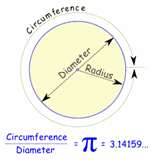 Circumference
Diameter
Radius
Circumference
Diameter
= π = 3.14159...